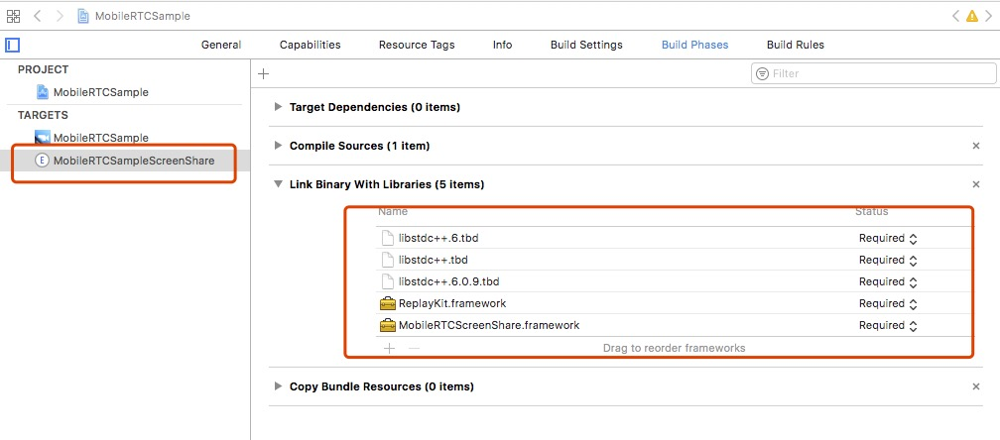 MobileRTCSample
General Capabilities Resource Tags Info Build Settings Build Phases Build Rules
PROJECT
MobileRTCSample
TARGETS
MobileRTCSample
E MobileRTCSampleScreenShare
Filter
Target Dependencies (0 items)
Compile Sources (1 item)
Link Binary With Libraries (5 items)
Name Status
libstdc++.6.tbd Required
libstdc++.tbd Required
libstdc++.6.0.9.tbd Required
ReplayKit.framework Required
MobileRTCScreenShare.framework Required
Drag to reorder frameworks
Copy Bundle Resources (0 items)